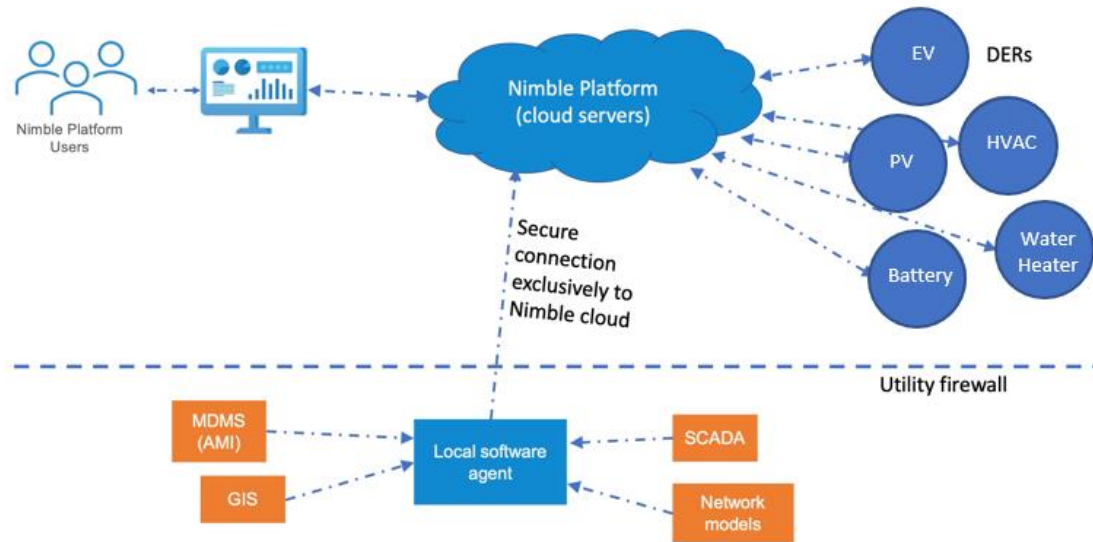 Nimble Platform
Users
Nimble Platform
(cloud servers)
EV
DERs
HVAC
PV
Water
Heater
Battery
Secure
connection
exclusively to
Nimble cloud
Utility firewall
MDMS
(AMI)
GIS
Local software
agent
SCADA
Network
models